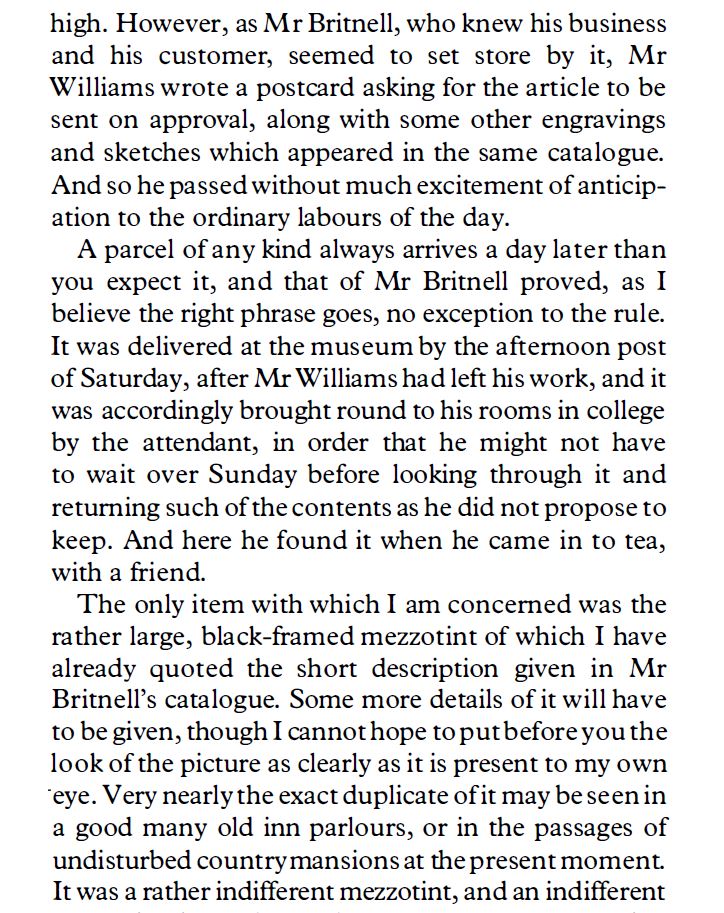 high. However, as Mr Britnell, who knew his business
and his customer, seemed to set store by it, Mr
Williams wrote a postcard asking for the article to be
sent on approval, along with some other engravings
and sketches which appeared in the same catalogue.
And so he passed without much excitement of anticip-
ation to the ordinary labours of the day.
A parcel of any kind always arrives a day later than
you expect it, and that of Mr Britnell proved, as I
believe the right phrase goes, no exception to the rule.
It was delivered at the museum by the afternoon post
of Saturday, after Mr Williams had left his work, and it
was accordingly brought round to his rooms in college
by the attendant, in order that he might not have
to wait over Sunday before looking through it and
returning such of the contents as he did not propose to
keep. And here he found it when he came in to tea,
with a friend.
The only item with which I am concerned was the
rather large, black-framed mezzotint of which I have
already quoted the short description given in Mr
Britnell's catalogue. Some more details of it will have
to be given, though I cannot hope to put before you the
look of the picture as clearly as it is present to my own
eye. Very nearly the exact duplicate of it may be seen in
a good many old inn parlours, or in the passages of
undisturbed country mansions at the present moment.
It was a rather indifferent mezzotint, and an indifferent